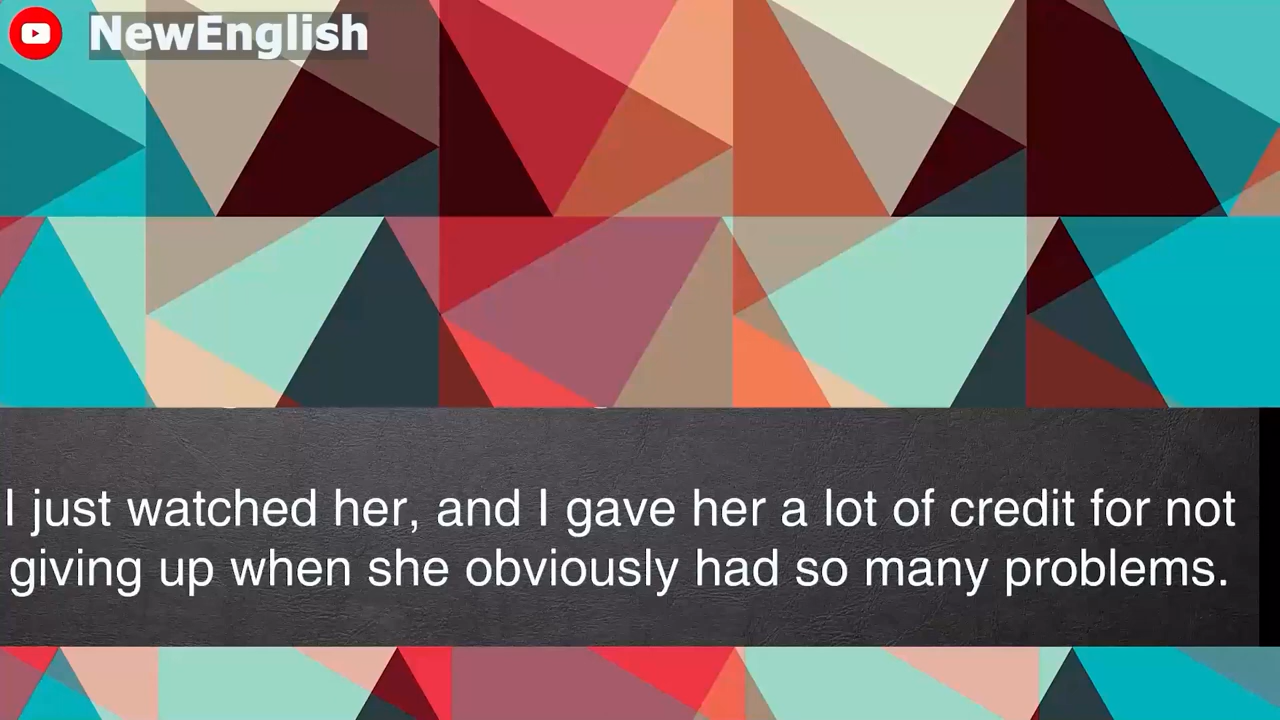 NewEnglish
I just watched her, and I gave her a lot of credit for not
giving up when she obviously had so many problems.